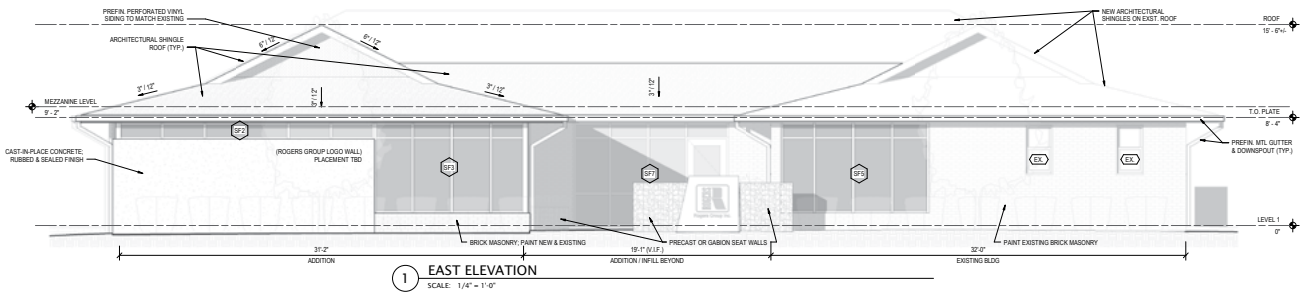 PREFIN. PERFORATED VINYL
SIDING TO MATCH EXISTING
ARCHITECTURAL SHINGLE
ROOF (TYP.)
6" / 12"
6" / 12"
NEW ARCHITECTURAL
SHINGLES ON EXST. ROOF
ROOF
15' - 6"+/-
3" / 12"
3" / 12"
3" / 12"
3" / 12"
MEZZANINE LEVEL
9' - 2"
T.O. PLATE
8' - 4"
SF2
CAST-IN-PLACE CONCRETE;
RUBBED & SEALED FINISH
(ROGERS GROUP LOGO WALL)
PLACEMENT TBD
SF3
SF7
SF5
EX.
EX.
PREFIN. MTL GUTTER
& DOWNSPOUT (TYP.)
R
LEVEL 1
0"
BRICK MASONRY; PAINT NEW & EXISTING
PRECAST OR GABION SEAT WALLS
PAINT EXISTING BRICK MASONRY
31'-2"
ADDITION
19'-1" (V.I.F.)
ADDITION / INFILL BEYOND
32'-0"
EXISTING BLDG
1
EAST ELEVATION
SCALE: 1/4" = 1'-0"